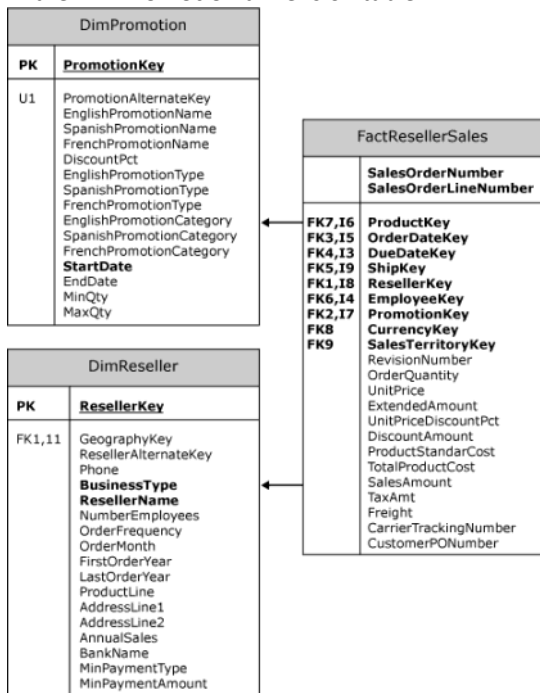 DimPromotion
PK PromotionKey
U1 PromotionAlternateKey
EnglishPromotionName
SpanishPromotionName
FrenchPromotionName
DiscountPct
EnglishPromotionType
SpanishPromotionType
FrenchPromotionType
EnglishPromotionCategory
SpanishPromotionCategory
FrenchPromotionCategory
StartDate
EndDate
MinQty
MaxQty
FactResellerSales
SalesOrderNumber
SalesOrderLineNumber
FK7,I6 ProductKey
FK3,I5 OrderDateKey
FK4,I3 DueDateKey
FK5,I9 ShipKey
FK1,I8 ResellerKey
FK6,I4 EmployeeKey
FK2,I7 PromotionKey
FK8 CurrencyKey
FK9 SalesTerritoryKey
RevisionNumber
OrderQuantity
UnitPrice
ExtendedAmount
UnitPriceDiscountPct
DiscountAmount
ProductStandarCost
TotalProductCost
SalesAmount
TaxAmt
Freight
CarrierTrackingNumber
CustomerPONumber
DimReseller
PK ResellerKey
FK1,11 GeographyKey
ResellerAlternateKey
Phone
BusinessType
ResellerName
NumberEmployees
OrderFrequency
OrderMonth
FirstOrderYear
LastOrderYear
ProductLine
AddressLine1
AddressLine2
AnnualSales
BankName
MinPaymentType
MinPaymentAmount